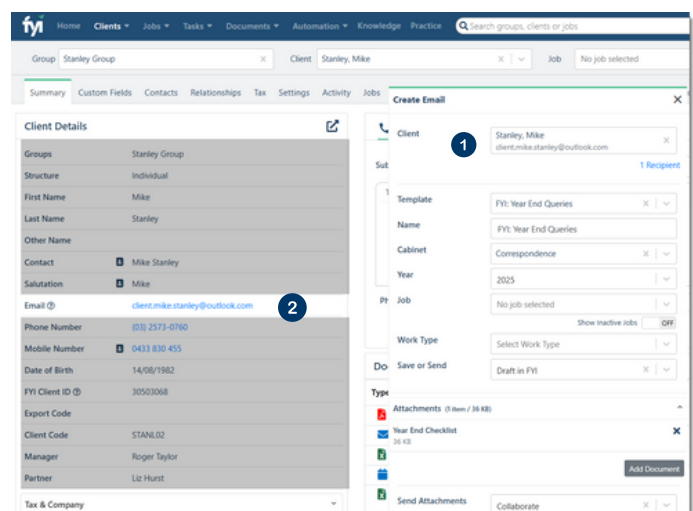 fyi Home Clients Jobs Tasks Documents Automation Knowledge Practice Search groups, clients or jobs
Group Stanley Group Client Stanley, Mike Job No job selected
Summary Custom Fields Contacts Relationships Tax Settings Activity Jobs
Client Details
Groups Stanley Group
Structure Individual
First Name Mike
Last Name Stanley
Other Name
Contact Mike Stanley
Salutation Mike
Email client.mike.stanley@outlook.com
2
Phone Number (03) 2573-0760
Mobile Number 0433 830 455
Date of Birth 14/08/1982
FYI Client ID 30503068
Export Code
Client Code STANL02
Manager Roger Taylor
Partner Liz Hurst
Tax & Company
Sub
Ph
Do
Type
Create Email
Client 1 Stanley, Mike
client.mike.stanley@outlook.com
1 Recipient
Template FYI: Year End Queries
Name FYI: Year End Queries
Cabinet Correspondence
Year 2025
Job No job selected
Show Inactive Jobs OFF
Work Type Select Work Type
Save or Send Draft in FYI
Attachments (1 item / 36 KB)
Year End Checklist
36 KB
Add Document
Send Attachments Collaborate